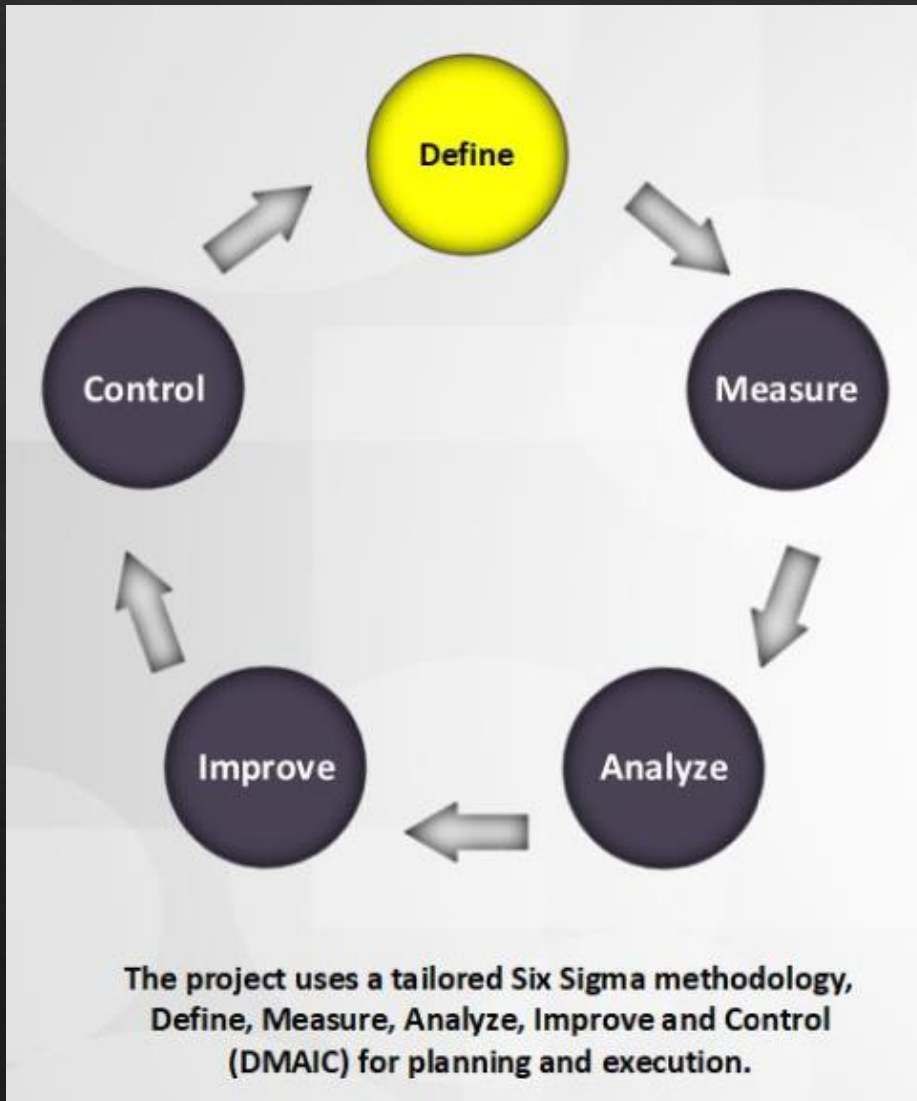 Define
Measure
Analyze
Improve
Control
The project uses a tailored Six Sigma methodology,
Define, Measure, Analyze, Improve and Control
(DMAIC) for planning and execution.